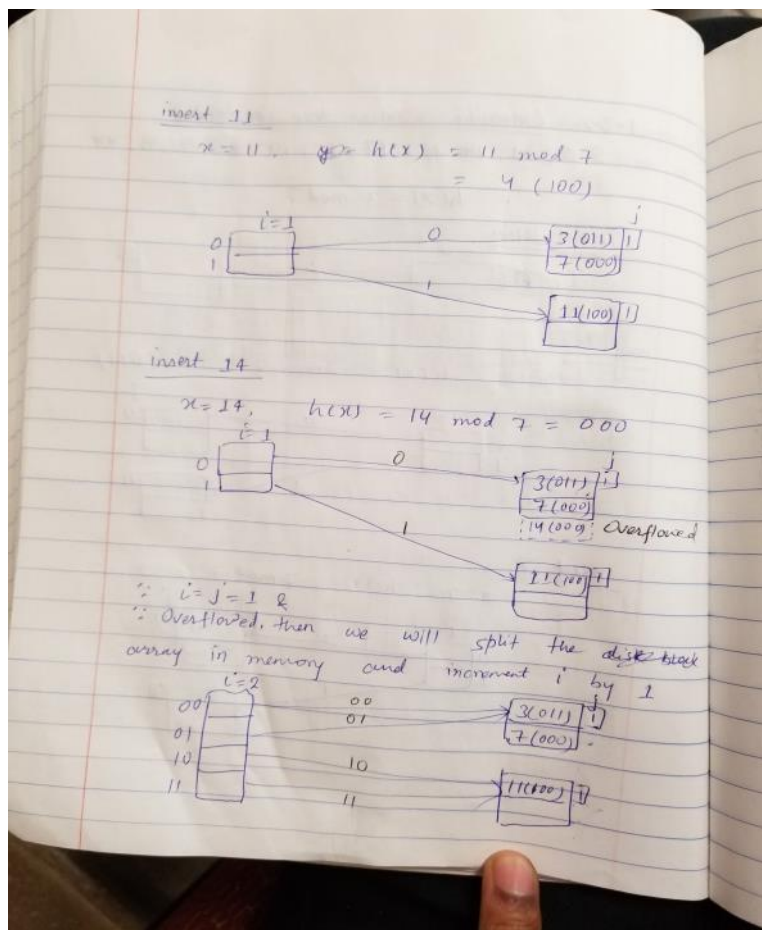 insert 11
x = 11. h(x) = 11 mod 7
= 4 (100)
i=1
j
0
0
3(011) 1
1
7(000)
1
11(100) 1
insert 14
x = 14, h(x) = 14 mod 7 = 000
i=1
j
0
0
3(011) 1
1
7(000)
14(000) Overflowed
1
11(100) 1
∵ i = j = 1 &
∵ Overflowed, then we will split the disk block
array in memory and increment i by 1
i=2
j
00
00
01
3(011) 1
01
7(000)
10
10
11(100) 1
11
11